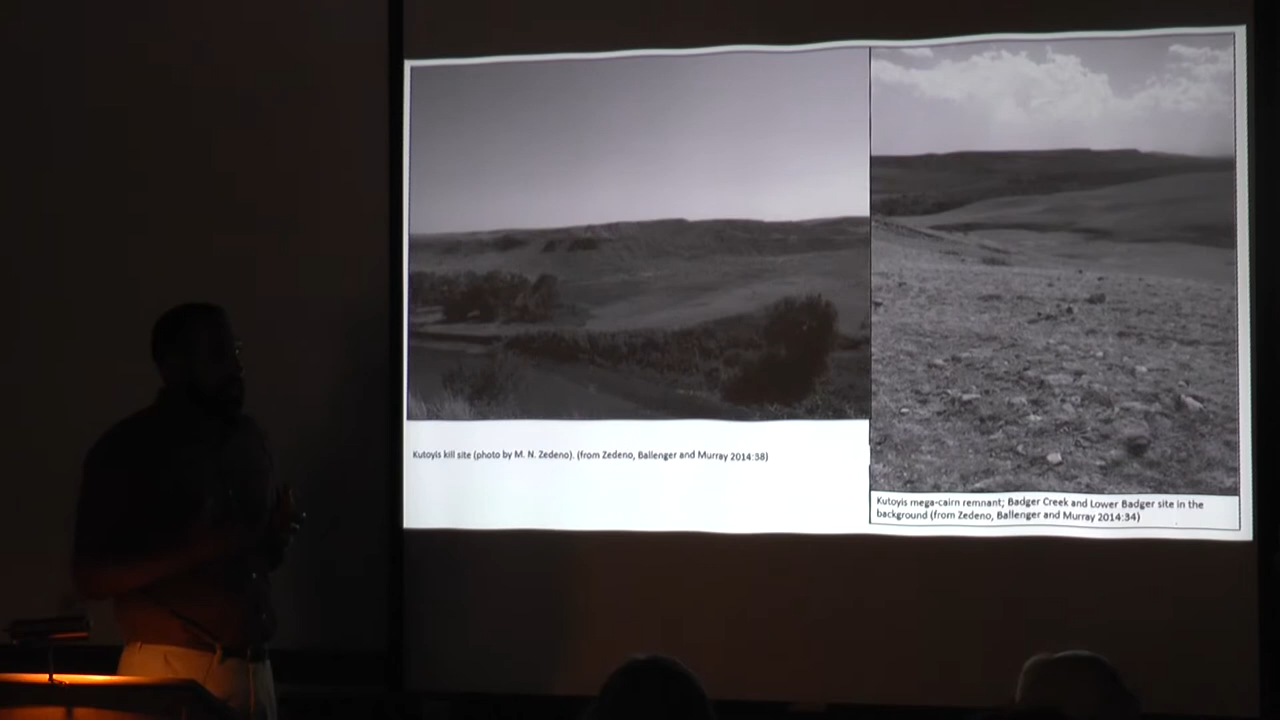 Kutoyis kill site (photo by M. N. Zedeno). (from Zedeno, Ballenger and Murray 2014:38)
Kutoyis mega-cairn remnant; Badger Creek and Lower Badger site in the
background (from Zedeno, Ballenger and Murray 2014:34)